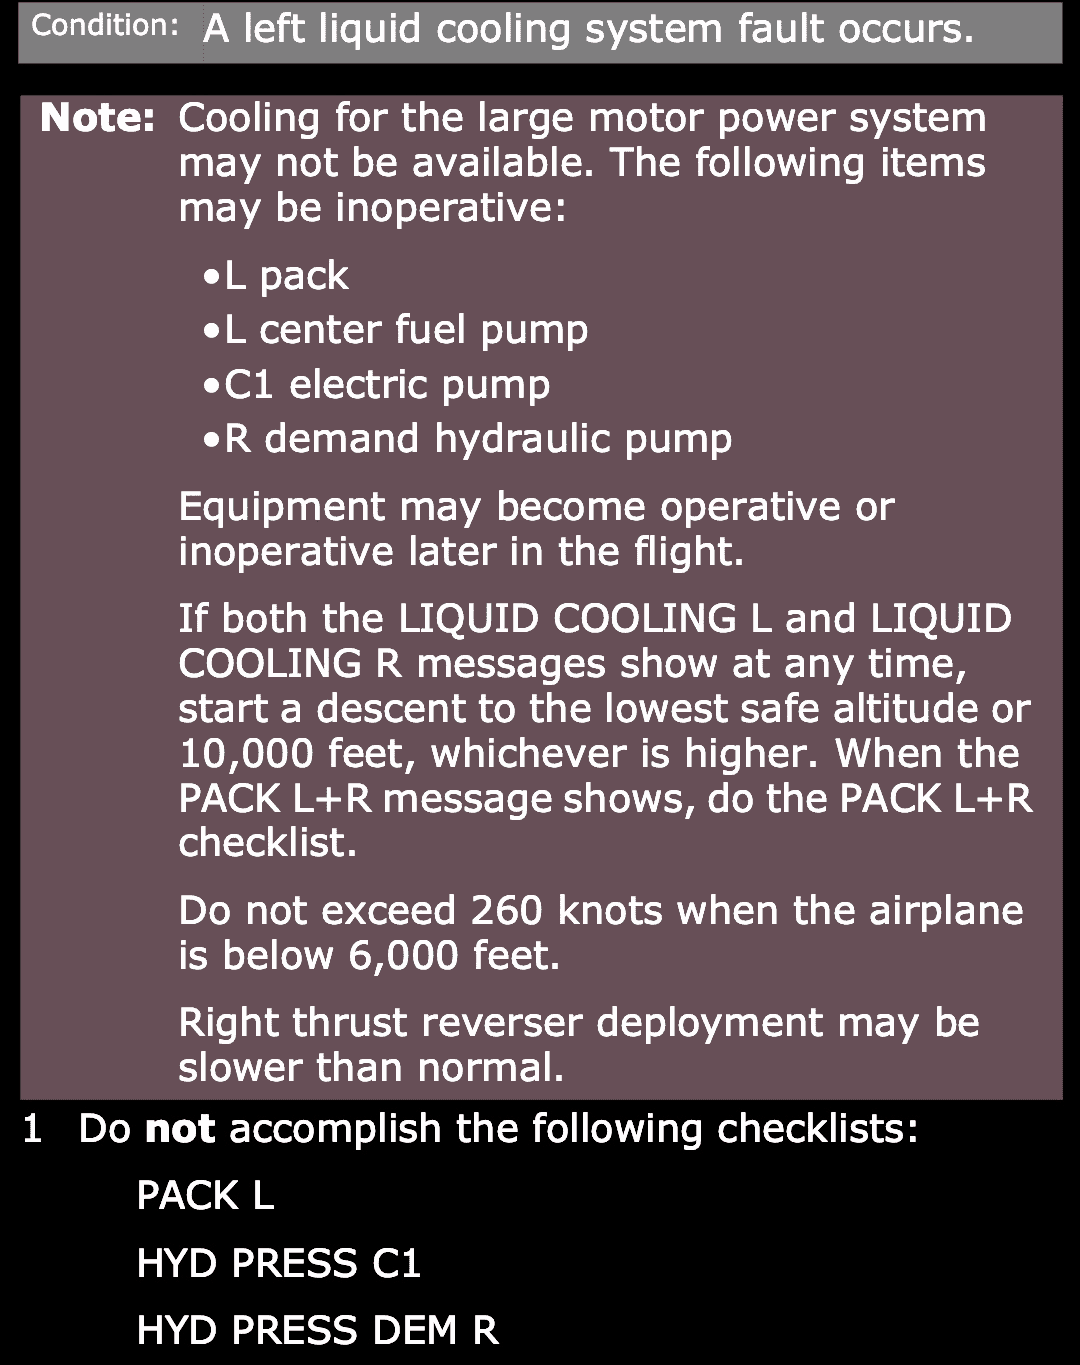 Condition: A left liquid cooling system fault occurs.
Note: Cooling for the large motor power system
may not be available. The following items
may be inoperative:
•L pack
•L center fuel pump
•C1 electric pump
•R demand hydraulic pump
Equipment may become operative or
inoperative later in the flight.
If both the LIQUID COOLING L and LIQUID
COOLING R messages show at any time,
start a descent to the lowest safe altitude or
10,000 feet, whichever is higher. When the
PACK L+R message shows, do the PACK L+R
checklist.
Do not exceed 260 knots when the airplane
is below 6,000 feet.
Right thrust reverser deployment may be
slower than normal.
1 Do not accomplish the following checklists:
PACK L
HYD PRESS C1
HYD PRESS DEM R